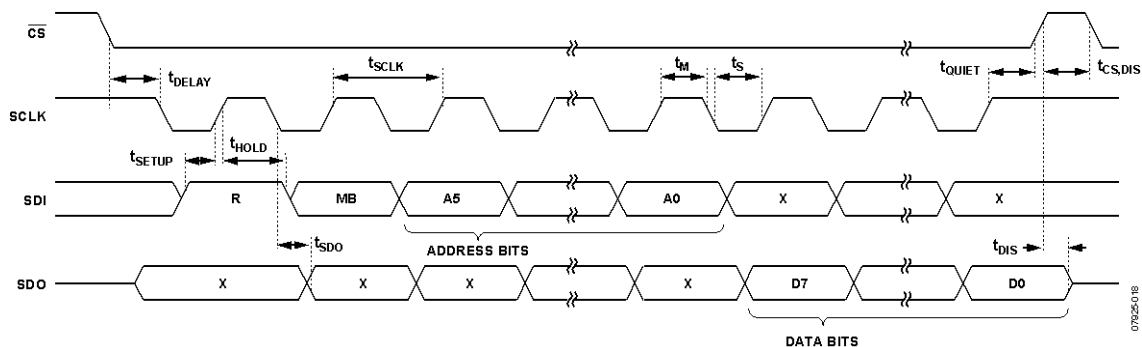 CS
tDELAY
tSCLK
tM
tS
tQUIET
tCS,DIS
SCLK
tSETUP
tHOLD
SDI
R
MB
A5
A0
X
X
tSDO
ADDRESS BITS
tDIS
SDO
X
X
X
X
D7
D0
DATA BITS
07925-018